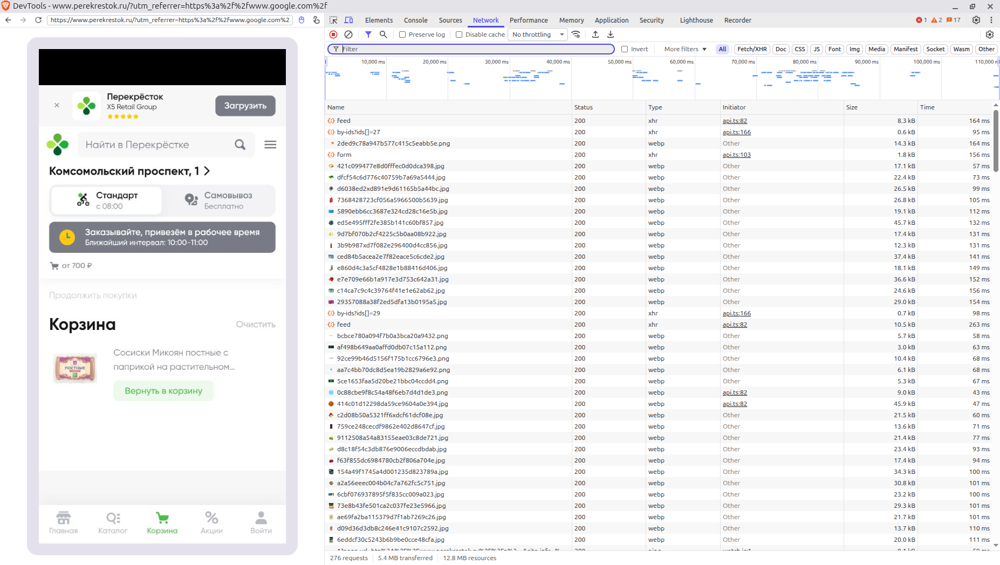 DevTools - www.perekrestok.ru/?utm_referrer=https%3a%2f%2fwww.google.com%2f
https://www.perekrestok.ru/?utm_referrer=https%3a%2f%2fwww.google.com%2
Elements Console Sources Network Performance Memory Application Security Lighthouse Recorder 1 2 17
Preserve log Disable cache No throttling
Filter Invert More filters All Fetch/XHR Doc CSS JS Font Img Media Manifest Socket Wasm Other
10,000 ms 20,000 ms 30,000 ms 40,000 ms 50,000 ms 60,000 ms 70,000 ms 80,000 ms 90,000 ms 100,000 ms 110,000
Перекрёсток
X5 Retail Group
Загрузить
Найти в Перекрёстке
Комсомольский проспект, 1
Стандарт
с 08:00
Самовывоз
Бесплатно
Заказывайте, привезём в рабочее время
Ближайший интервал: 10:00-11:00
от 700 ₽
Продолжить покупки
Корзина
Очистить
Сосиски Микоян постные с
паприкой на растительном...
ПОСТНЫЕ
Вернуть в корзину
Главная Каталог Корзина Акции Войти
Name Status Type Initiator Size Time
feed 200 xhr api.ts:82 8.3 kB 164 ms
by-ids?ids[]=27 200 xhr api.ts:166 0.6 kB 95 ms
2ded9c78a947b577c415c5eabb5e.png 200 webp Other 14.3 kB 164 ms
form 200 xhr api.ts:103 1.8 kB 156 ms
421c099477e8d0fffec0d0dca398.jpg 200 webp Other 17.1 kB 57 ms
dfcf54c6d776c40759b7a69a5444.jpg 200 webp Other 22.4 kB 73 ms
d6038ed2xd891e9d61165b5a44bc.jpg 200 webp Other 26.5 kB 99 ms
7368428723cf056a5966500b5639.jpg 200 webp Other 26.8 kB 105 ms
5890ebb6cc3687e324cd28c16e5b.jpg 200 webp Other 19.1 kB 112 ms
ed5e495fff2fe385b141c60bf857.jpg 200 webp Other 45.7 kB 132 ms
9d7bf070b2cf4225c5b0aa08b922.jpg 200 webp Other 17.4 kB 131 ms
3b9b987xd7f082e296400d4cc856.jpg 200 webp Other 12.3 kB 131 ms
ced84b5acea2e7f82eace5c6cde2.jpg 200 webp Other 37.4 kB 141 ms
e860d4c3a5cf4828e1b88416d406.jpg 200 webp Other 18.1 kB 149 ms
e7e709e66b1a917e3d753c642a31.jpg 200 webp Other 36.6 kB 152 ms
c14ca7c9c4c39764f41e1e62ab62.jpg 200 webp Other 24.6 kB 156 ms
29357088a38f2ed5dfa13b0195a5.jpg 200 webp Other 29.0 kB 154 ms
by-ids?ids[]=29 200 xhr api.ts:166 0.7 kB 98 ms
feed 200 xhr api.ts:82 10.5 kB 263 ms
bcbce780a094f7b0a3bca20a9432.png 200 webp Other 5.7 kB 58 ms
af498b649aa0affd0db07c15a112.png 200 webp Other 3.0 kB 63 ms
92ce99b46d5156f175b1cc6796e3.png 200 webp Other 10.4 kB 68 ms
aa7c4bb70dc8d5ea19b2829a6e92.png 200 webp Other 6.1 kB 68 ms
5ce1653faa5d20be21bbc04ccdd4.png 200 webp Other 5.3 kB 67 ms
0c88cbe9f8c54a48f6eb7d4d1de3.png 200 webp api.ts:82 9.0 kB 43 ms
414c01d12298da59ce9604a0e394.jpg 200 webp api.ts:82 45.9 kB 47 ms
c2d08b50a5321ff6xdcf61dcf08e.jpg 200 webp Other 21.5 kB 60 ms
759ce248cecdf9862e402d8647cf.jpg 200 webp Other 13.6 kB 71 ms
9112508a54a83155eae03c8de721.jpg 200 webp Other 21.4 kB 77 ms
d8c18f54c3db876e9006eccdbdab.jpg 200 webp Other 23.4 kB 93 ms
f63f855dc6984780cb2f806a704e.jpg 200 webp Other 17.4 kB 94 ms
154a49f1745a4d001235d823789a.jpg 200 webp Other 34.3 kB 100 ms
a2a56eeec004b04c7a762fc5c751.jpg 200 webp Other 30.8 kB 101 ms
6cbf076937895f5f835cc009a023.jpg 200 webp Other 23.2 kB 100 ms
73e8b43fe501ca2c037fe23e5966.jpg 200 webp Other 29.3 kB 101 ms
ae69fa2ba115379d7f1ab7269c26.jpg 200 webp Other 21.7 kB 101 ms
d09d36d3db8c246e41c9107c2592.jpg 200 webp Other 13.7 kB 110 ms
6eddcf30c5243b6b9be0cce48cfa.jpg 200 webp Other 20.0 kB 111 ms
276 requests 5.4 MB transferred 12.8 MB resources